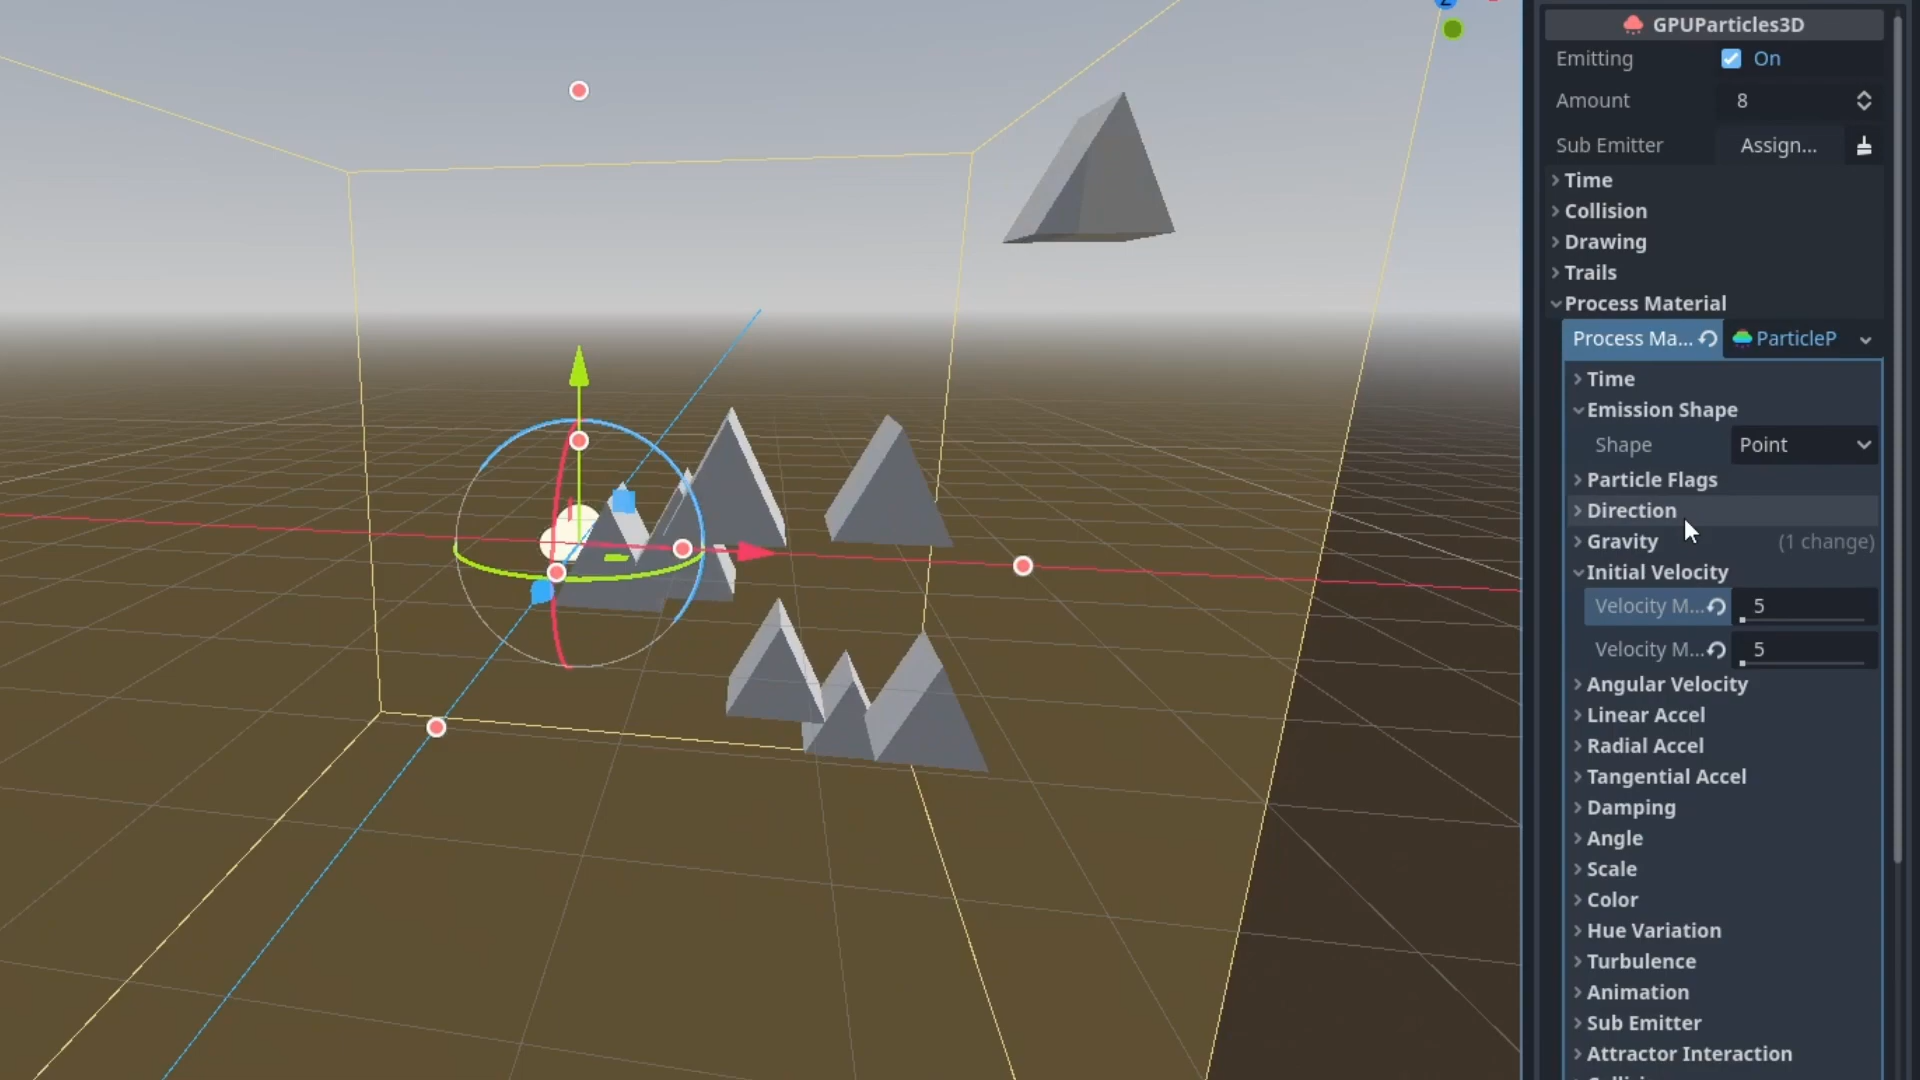 Z
GPUParticles3D
Emitting On
Amount 8
Sub Emitter Assign...
Time
Collision
Drawing
Trails
Process Material
Process Ma... ParticleP
Time
Emission Shape
Shape Point
Particle Flags
Direction
Gravity (1 change)
Initial Velocity
Velocity M... 5
Velocity M... 5
Angular Velocity
Linear Accel
Radial Accel
Tangential Accel
Damping
Angle
Scale
Color
Hue Variation
Turbulence
Animation
Sub Emitter
Attractor Interaction